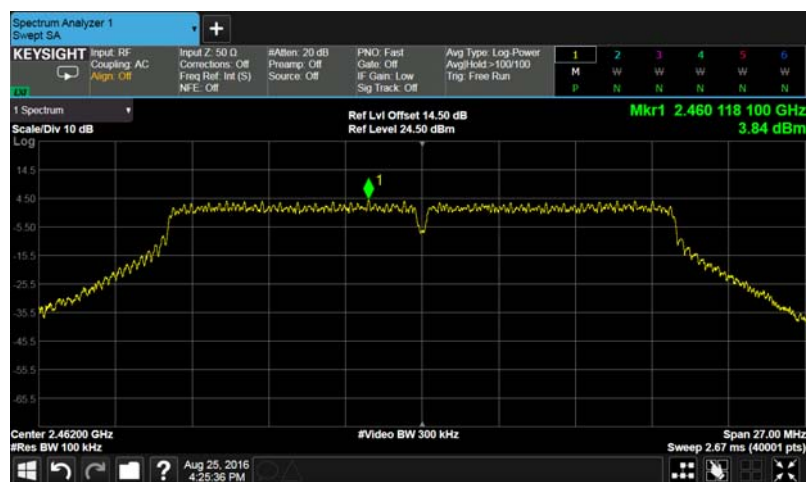 Spectrum Analyzer 1
Swept SA
+
KEYSIGHT
Input: RF
Coupling: AC
Align: Off
Input Z: 50 Ω
Corrections: Off
Freq Ref: Int (S)
NFE: Off
#Atten: 20 dB
Preamp: Off
Source: Off
PNO: Fast
Gate: Off
IF Gain: Low
Sig Track: Off
Avg Type: Log-Power
Avg|Hold:>100/100
Trig: Free Run
1 2 3 4 5 6
M W W W W W
P N N N N N
LXI
1 Spectrum
Scale/Div 10 dB
Ref Lvl Offset 14.50 dB
Ref Level 24.50 dBm
Mkr1 2.460 118 100 GHz
3.84 dBm
Log
14.5
4.50
-5.50
-15.5
-25.5
-35.5
-45.5
-55.5
-65.5
1
Center 2.46200 GHz
#Res BW 100 kHz
#Video BW 300 kHz
Span 27.00 MHz
Sweep 2.67 ms (40001 pts)
?
Aug 25, 2016
4:25:36 PM